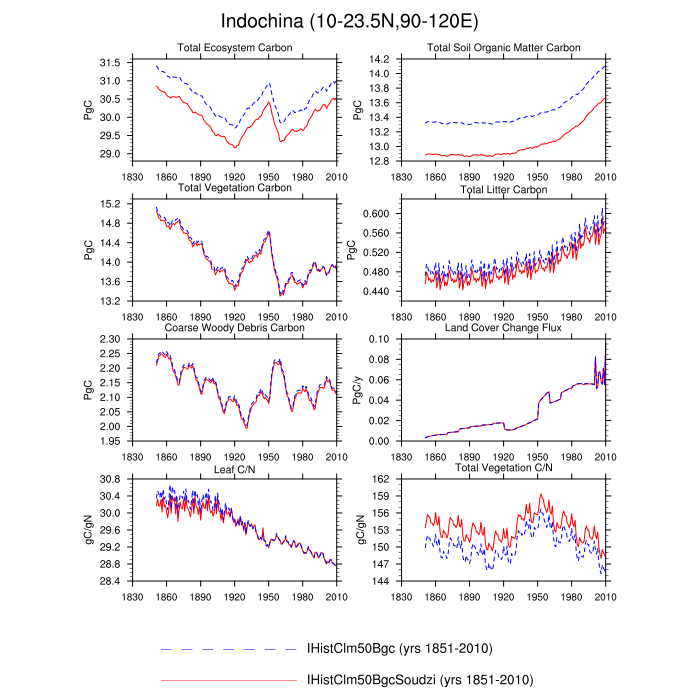 Indochina (10-23.5N,90-120E)
Total Ecosystem Carbon
PgC
31.5
31.0
30.5
30.0
29.5
29.0
1830 1860 1890 1920 1950 1980 2010
Total Soil Organic Matter Carbon
PgC
14.2
14.0
13.8
13.6
13.4
13.2
13.0
12.8
1830 1860 1890 1920 1950 1980 2010
Total Vegetation Carbon
PgC
15.2
14.8
14.4
14.0
13.6
13.2
1830 1860 1890 1920 1950 1980 2010
Total Litter Carbon
PgC
0.600
0.560
0.520
0.480
0.440
1830 1860 1890 1920 1950 1980 2010
Coarse Woody Debris Carbon
PgC
2.30
2.25
2.20
2.15
2.10
2.05
2.00
1.95
1830 1860 1890 1920 1950 1980 2010
Land Cover Change Flux
PgC/y
0.10
0.08
0.06
0.04
0.02
0.00
1830 1860 1890 1920 1950 1980 2010
Leaf C/N
gC/gN
30.8
30.4
30.0
29.6
29.2
28.8
28.4
1830 1860 1890 1920 1950 1980 2010
Total Vegetation C/N
gC/gN
162
159
156
153
150
147
144
1830 1860 1890 1920 1950 1980 2010
IHistClm50Bgc (yrs 1851-2010)
IHistClm50BgcSoudzi (yrs 1851-2010)